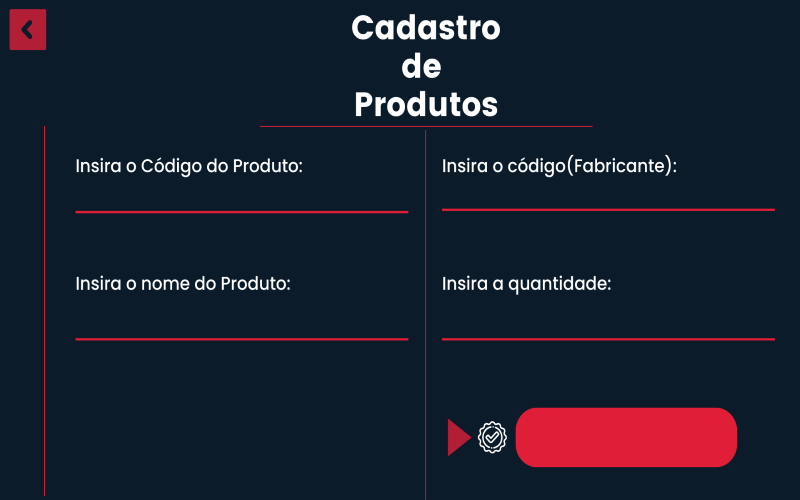 Cadastro
de
Produtos
Insira o Código do Produto:
Insira o código(Fabricante):
Insira o nome do Produto:
Insira a quantidade: